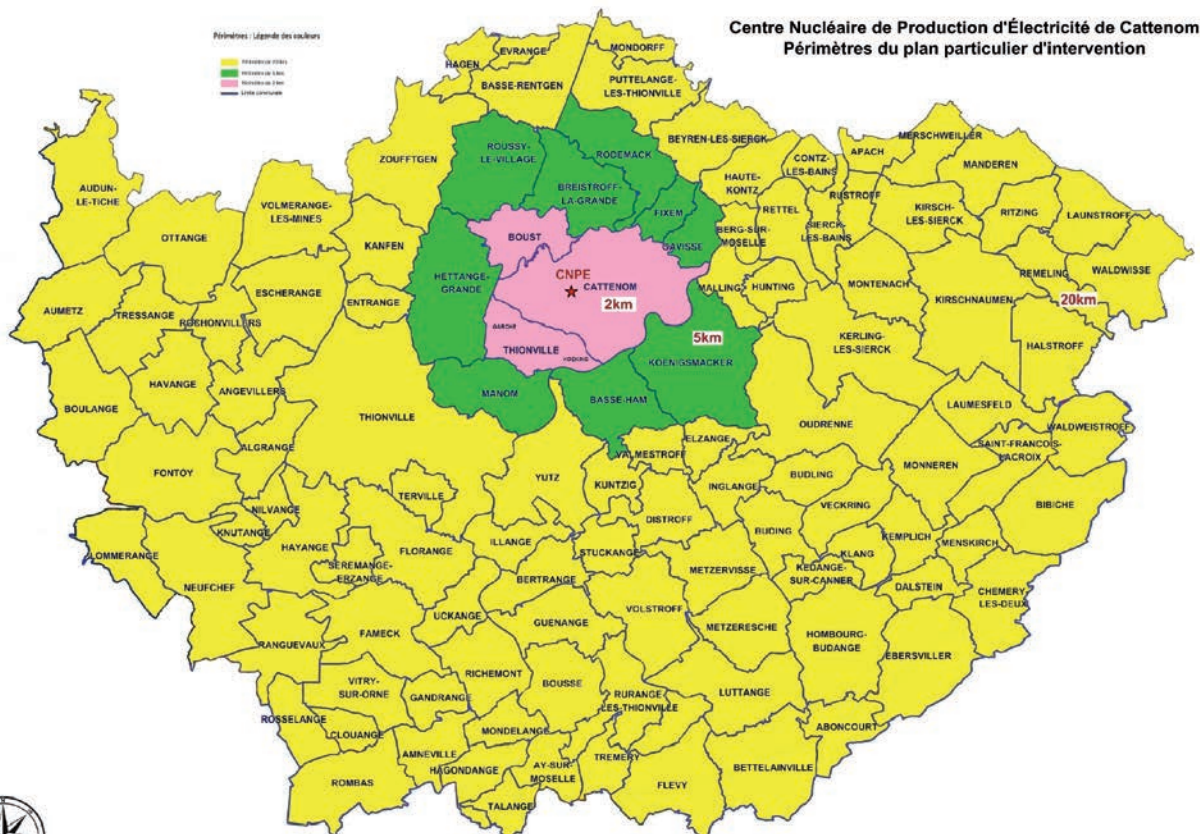 Centre Nucléaire de Production d'Électricité de Cattenom
Périmètres du plan particulier d'intervention
Périmètres : Légende des couleurs
Limite communale
EVRANGE
MONDORFF
HAGEN
BASSE-RENTGEN
PUTTELANGE-
LES-THIONVILLE
ZOUFFTGEN
ROUSSY-
LE-VILLAGE
RODEMACK
BREISTROFF-
LA-GRANDE
FIXEM
GAVISSE
BEYREN-LES-SIERCK
HAUTE-
KONTZ
CONTZ-
LES-BAINS
APACH
MERSCHWEILLER
MANDEREN
AUDUN-
LE-TICHE
OTTANGE
VOLMERANGE-
LES-MINES
KANFEN
BOUST
HETTANGE-
GRANDE
CNPE
CATTENOM
2km
RETTEL
RUSTROFF
BERG-SUR-
MOSELLE
SIERCK
LES-BAINS
KIRSCH-
LES-SIERCK
RITZING
LAUNSTROFF
REMELING
WALDWISSE
20km
AUMETZ
TRESSANGE
ROCHONVILLERS
ESCHERANGE
ENTRANGE
MALLING
HUNTING
MONTENACH
KIRSCHNAUMEN
GARCHE
THIONVILLE
KOEKING
5km
KOENIGSMACKER
KERLING-
LES-SIERCK
HALSTROFF
HAVANGE
ANGEVILLERS
BOULANGE
THIONVILLE
MANOM
BASSE-HAM
LAUMESFELD
WALDWEISTROFF
OUDRENNE
SAINT-FRANCOIS-
LACROIX
ALGRANGE
ELZANGE
VALMESTROFF
MONNEREN
FONTOY
TERVILLE
YUTZ
KUNTZIG
INGLANGE
BUDLING
NILVANGE
KNUTANGE
DISTROFF
BUDING
VECKRING
BIBICHE
LOMMERANGE
HAYANGE
FLORANGE
ILLANGE
STUCKANGE
KEMPLICH
MENSKIRCH
KLANG
NEUFCHEF
SEREMANGE-
ERZANGE
BERTRANGE
METZERVISSE
KEDANGE-
SUR-CANNER
DALSTEIN
CHEMERY
LES-DEUX
UCKANGE
GUENANGE
VOLSTROFF
METZERESCHE
RANGUEVAUX
FAMECK
HOMBOURG-
BUDANGE
EBERSVILLER
VITRY-
SUR-ORNE
GANDRANGE
RICHEMONT
BOUSSE
RURANGE
LES-THIONVILLE
LUTTANGE
ROSSELANGE
CLOUANGE
MONDELANGE
ABONCOURT
AMNEVILLE
HAGONDANGE
AY-SUR-
MOSELLE
TREMERY
BETTELAINVILLE
ROMBAS
TALANGE
FLEVY